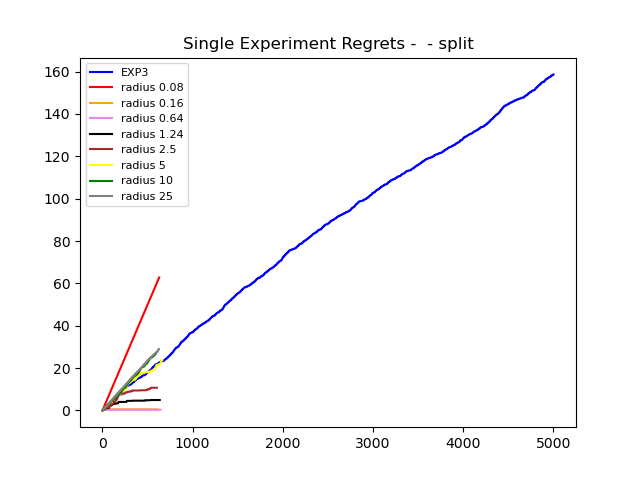 Single Experiment Regrets -  - split
EXP3
radius 0.08
radius 0.16
radius 0.64
radius 1.24
radius 2.5
radius 5
radius 10
radius 25
160
140
120
100
80
60
40
20
0
0 1000 2000 3000 4000 5000